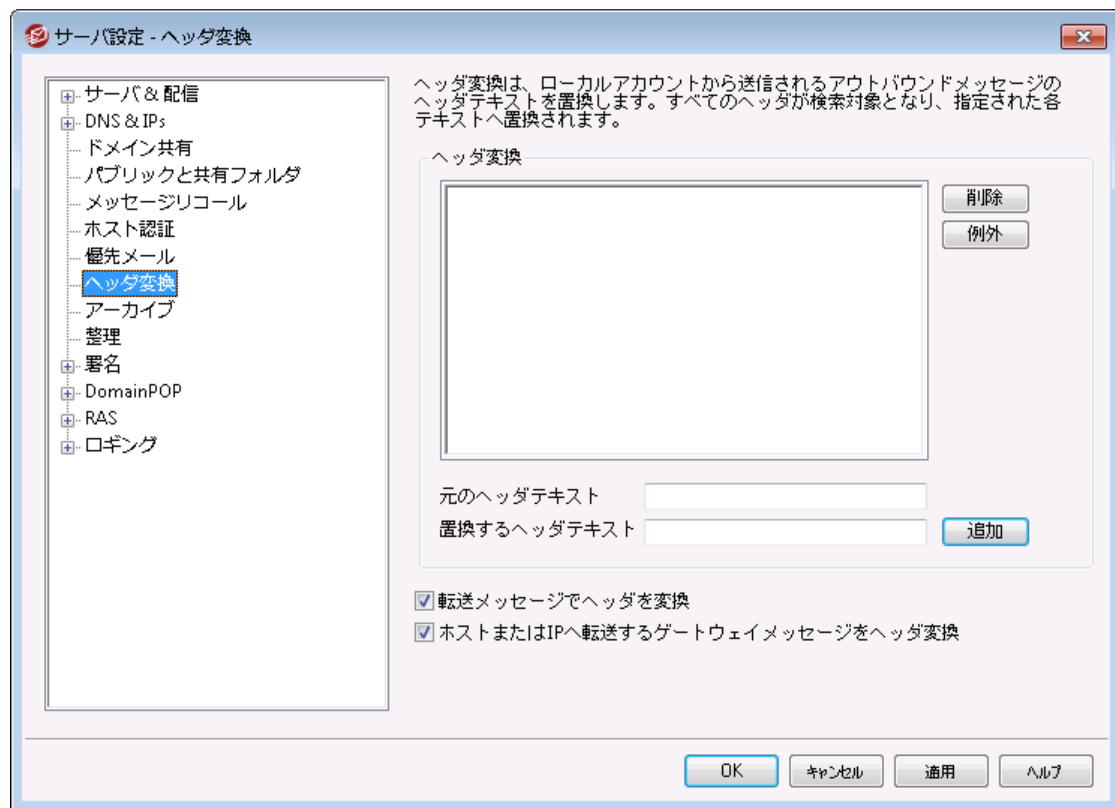 サーバ設定 - ヘッダ変換
サーバ & 配信
DNS & IPs
ドメイン共有
パブリックと共有フォルダ
メッセージリコール
ホスト認証
優先メール
ヘッダ変換
アーカイブ
整理
署名
DomainPOP
RAS
ロギング
ヘッダ変換は、ローカルアカウントから送信されるアウトバウンドメッセージの
ヘッダテキストを置換します。すべてのヘッダが検索対象となり、指定された各
テキストへ置換されます。
ヘッダ変換
削除
例外
元のヘッダテキスト
置換するヘッダテキスト
追加
転送メッセージでヘッダを変換
ホストまたはIPへ転送するゲートウェイメッセージをヘッダ変換
OK
キャンセル
適用
ヘルプ